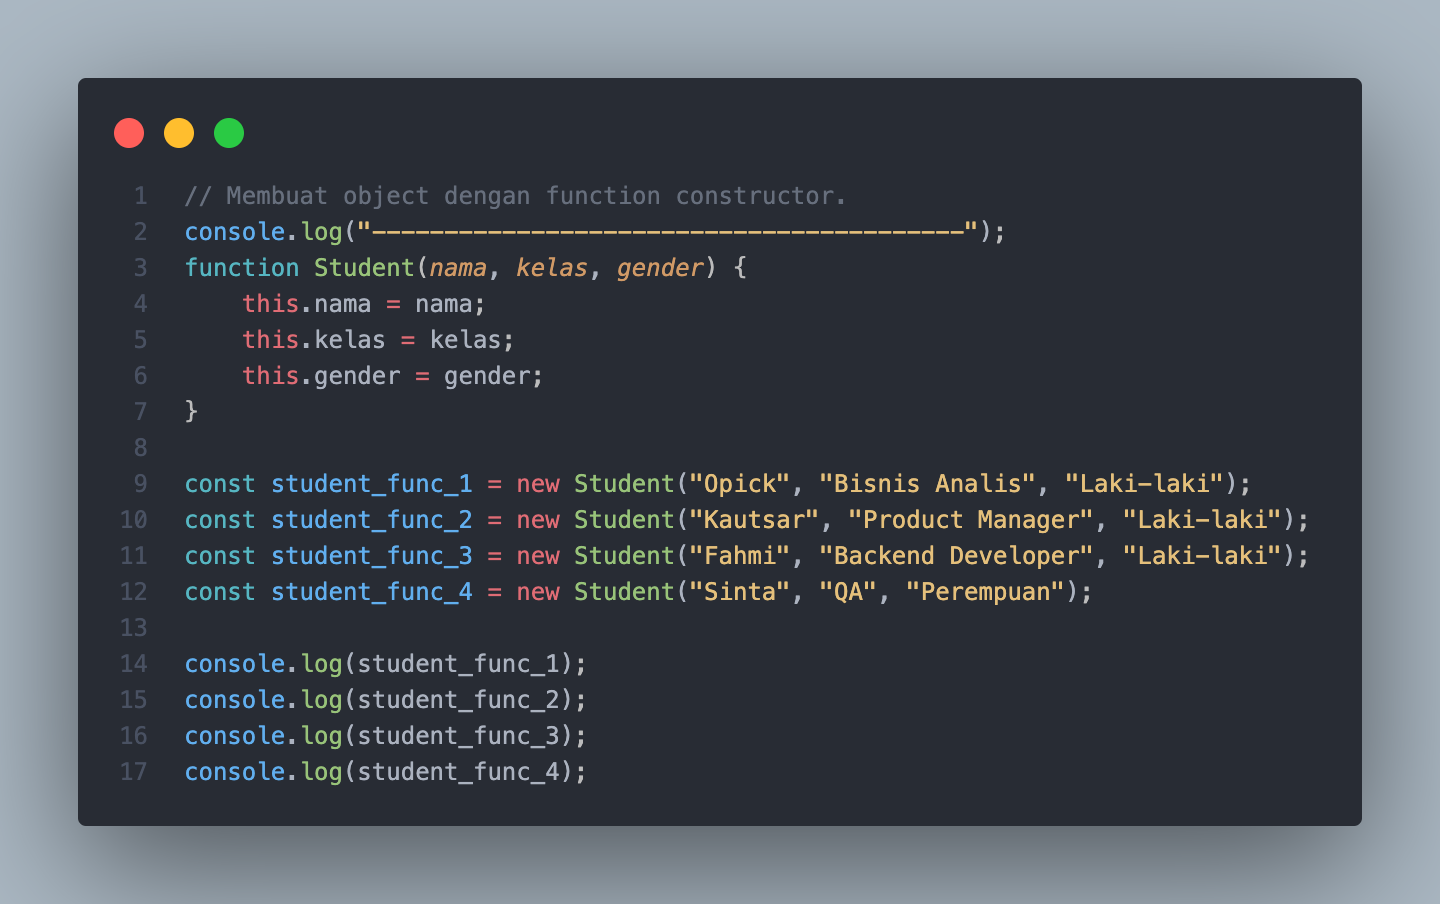 1 // Membuat object dengan function constructor.
2 console.log("-----------------------------------------");
3 function Student(nama, kelas, gender) {
4     this.nama = nama;
5     this.kelas = kelas;
6     this.gender = gender;
7 }
8
9 const student_func_1 = new Student("Opick", "Bisnis Analis", "Laki-laki");
10 const student_func_2 = new Student("Kautsar", "Product Manager", "Laki-laki");
11 const student_func_3 = new Student("Fahmi", "Backend Developer", "Laki-laki");
12 const student_func_4 = new Student("Sinta", "QA", "Perempuan");
13
14 console.log(student_func_1);
15 console.log(student_func_2);
16 console.log(student_func_3);
17 console.log(student_func_4);